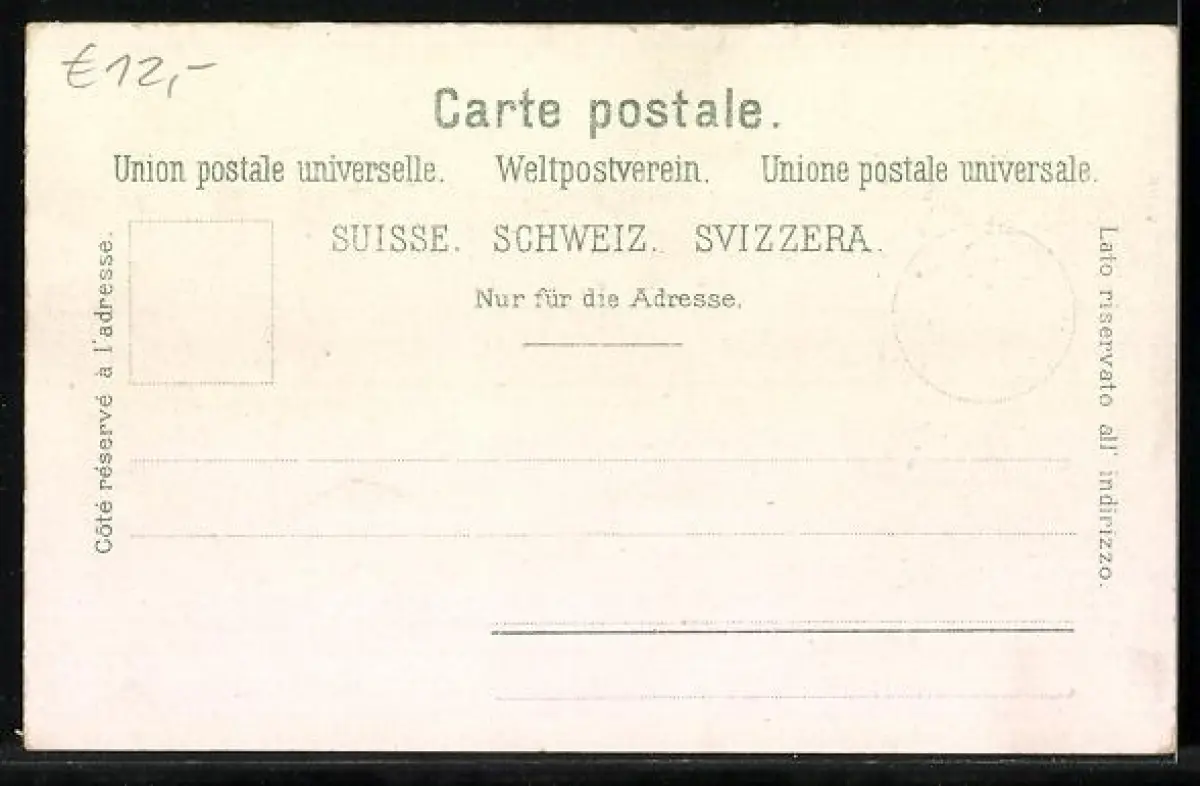 €12,-
Carte postale.
Union postale universelle. Weltpostverein. Unione postale universale.
SUISSE. SCHWEIZ. SVIZZERA.
Nur für die Adresse.
Côté réservé à l'adresse.
Lato riservato all' indirizzo.